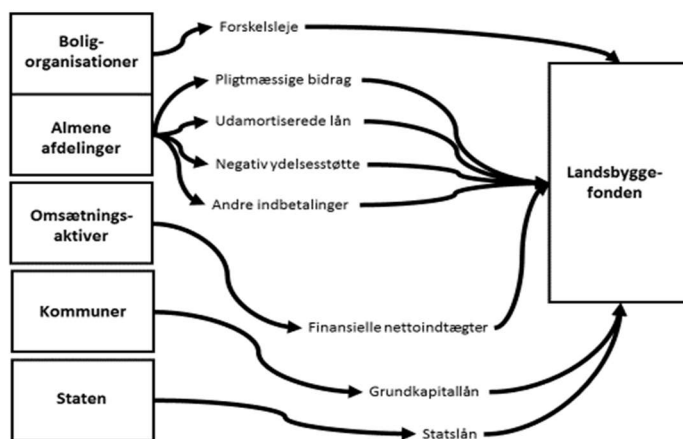 Bolig-
organisationer
Forskelsleje
Almene
afdelinger
Pligtmæssige bidrag
Udamortiserede lån
Negativ ydelsesstøtte
Andre indbetalinger
Landsbygge-
fonden
Omsætnings-
aktiver
Kommuner
Finansielle nettoindtægter
Grundkapitallån
Staten
Statslån